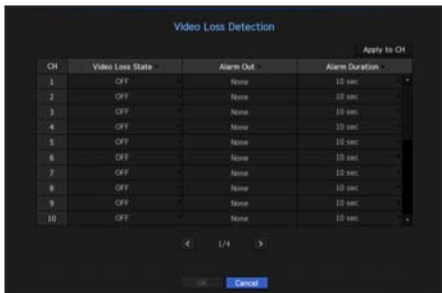 Video Loss Detection
Apply to CH
CH Video Loss State Alarm Out Alarm Duration
1 OFF None 10 sec
2 OFF None 10 sec
3 OFF None 10 sec
4 OFF None 10 sec
5 OFF None 10 sec
6 OFF None 10 sec
7 OFF None 10 sec
8 OFF None 10 sec
9 OFF None 10 sec
10 OFF None 10 sec
< 1/4 >
OK Cancel